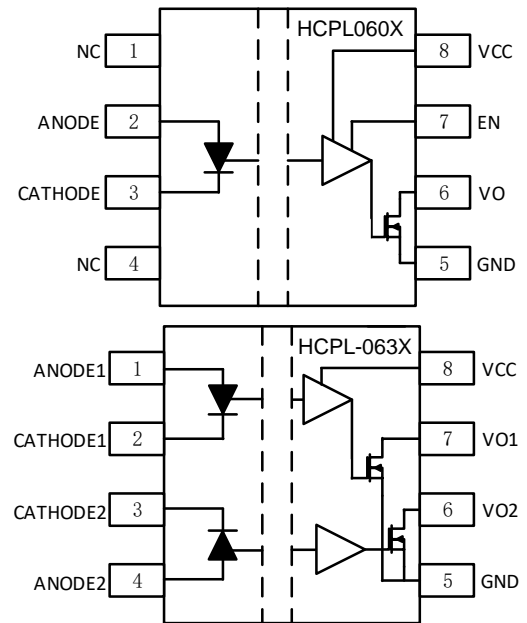 HCPL060X
NC 1 8 VCC
ANODE 2 7 EN
CATHODE 3 6 VO
NC 4 5 GND
HCPL-063X
ANODE1 1 8 VCC
CATHODE1 2 7 VO1
CATHODE2 3 6 VO2
ANODE2 4 5 GND